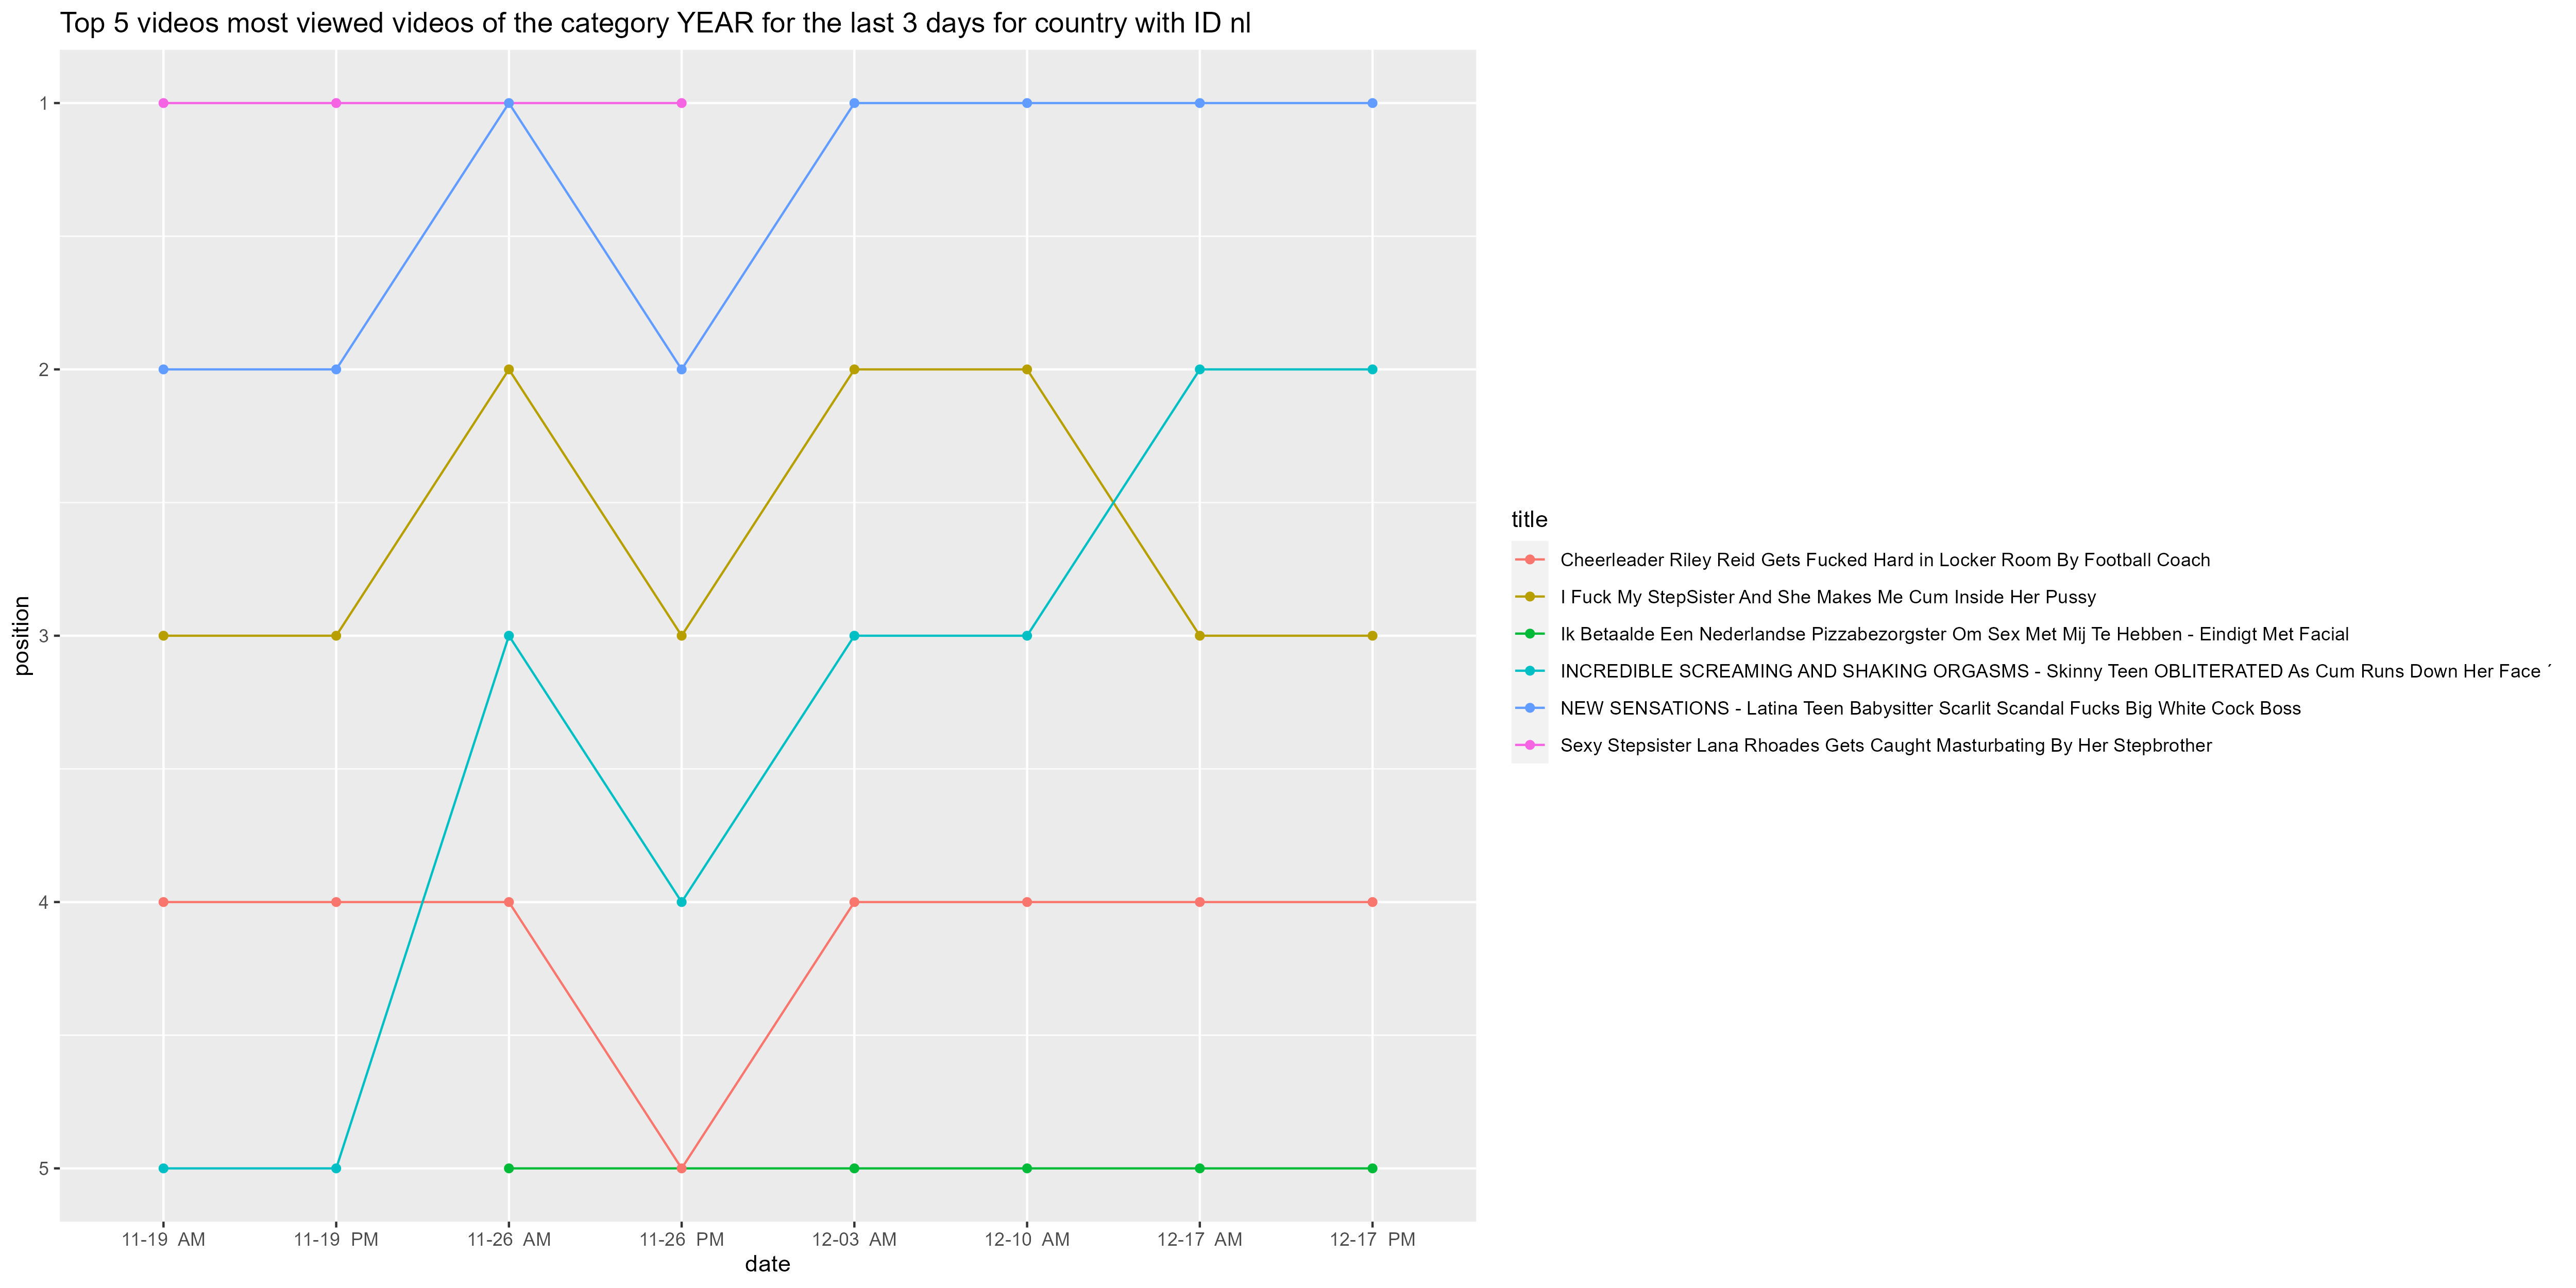 Top 5 videos most viewed videos of the category YEAR for the last 3 days for country with ID nl
position
1
2
3
4
5
11-19 AM 11-19 PM 11-26 AM 11-26 PM 12-03 AM 12-10 AM 12-17 AM 12-17 PM
date
title
Cheerleader Riley Reid Gets Fucked Hard in Locker Room By Football Coach
I Fuck My StepSister And She Makes Me Cum Inside Her Pussy
Ik Betaalde Een Nederlandse Pizzabezorgster Om Sex Met Mij Te Hebben - Eindigt Met Facial
INCREDIBLE SCREAMING AND SHAKING ORGASMS - Skinny Teen OBLITERATED As Cum Runs Down Her Face
NEW SENSATIONS - Latina Teen Babysitter Scarlit Scandal Fucks Big White Cock Boss
Sexy Stepsister Lana Rhoades Gets Caught Masturbating By Her Stepbrother